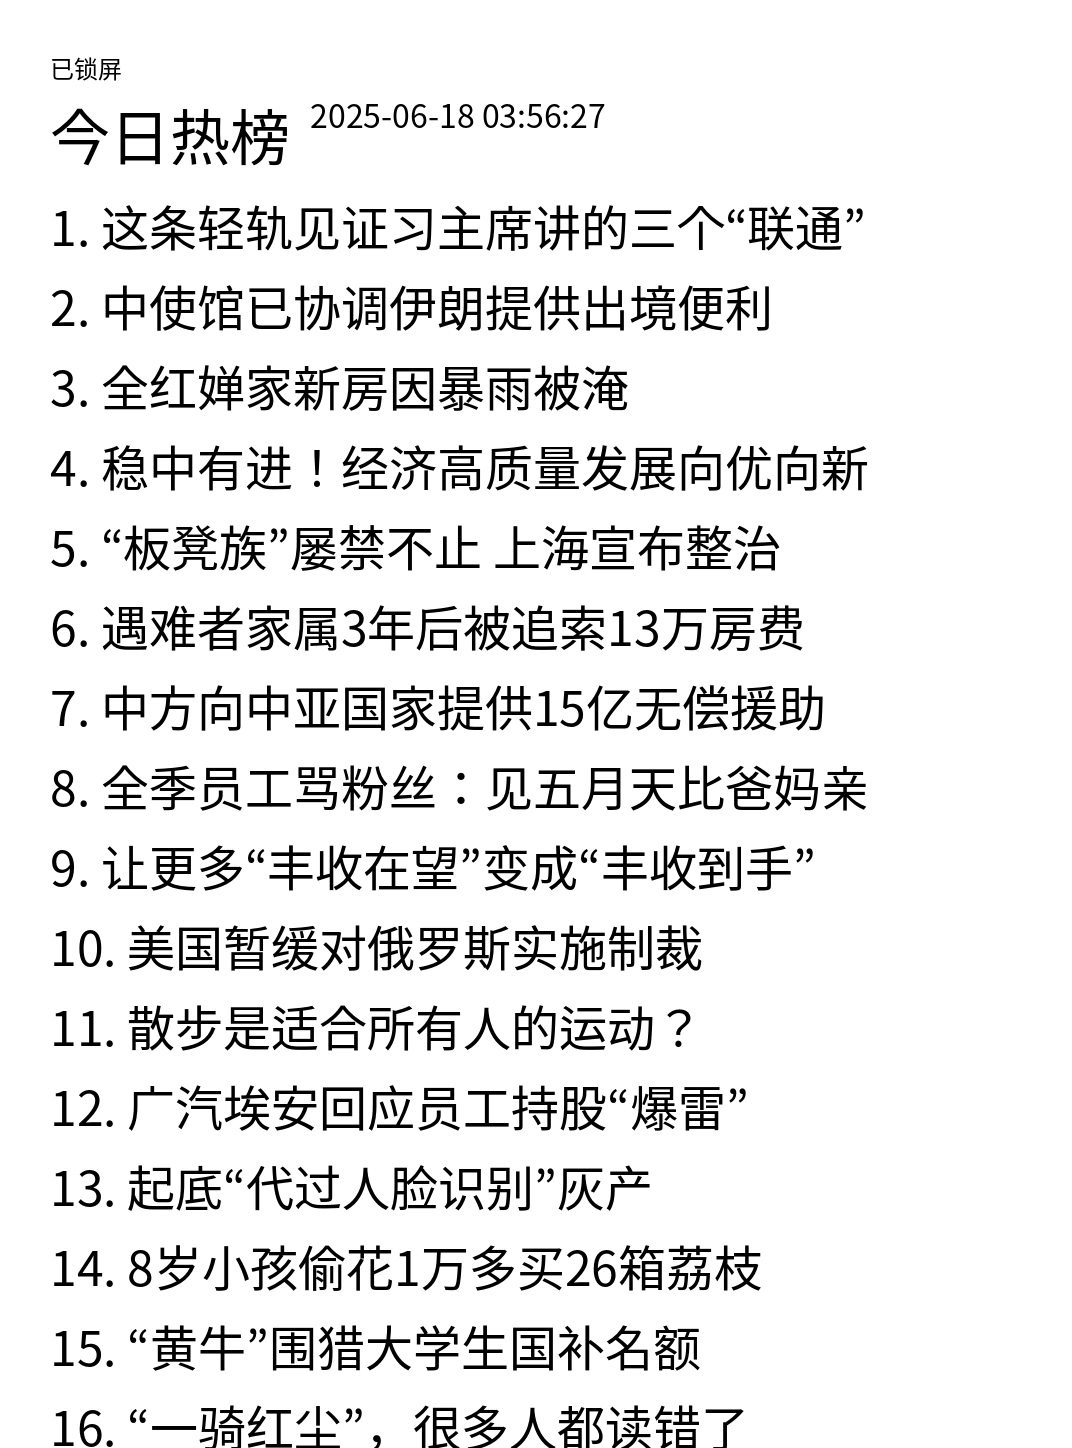 已锁屏
今日热榜 2025-06-18 03:56:27
1. 这条轻轨见证习主席讲的三个“联通”
2. 中使馆已协调伊朗提供出境便利
3. 全红婵家新房因暴雨被淹
4. 稳中有进！经济高质量发展向优向新
5. “板凳族”屡禁不止 上海宣布整治
6. 遇难者家属3年后被追索13万房费
7. 中方向中亚国家提供15亿无偿援助
8. 全季员工骂粉丝：见五月天比爸妈亲
9. 让更多“丰收在望”变成“丰收到手”
10. 美国暂缓对俄罗斯实施制裁
11. 散步是适合所有人的运动？
12. 广汽埃安回应员工持股“爆雷”
13. 起底“代过人脸识别”灰产
14. 8岁小孩偷花1万多买26箱荔枝
15. “黄牛”围猎大学生国补名额
16. “一骑红尘”，很多人都读错了